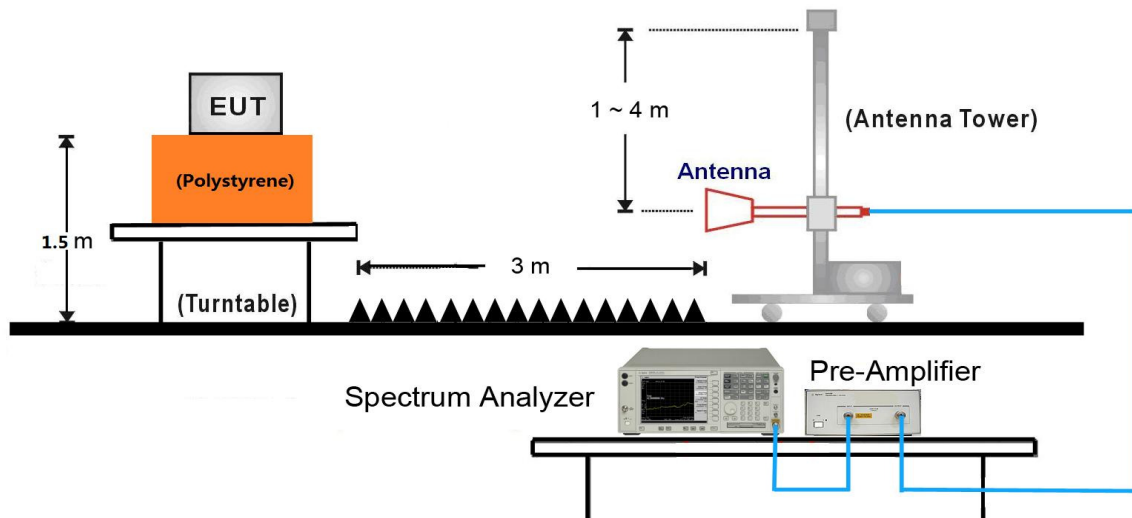 EUT
(Polystyrene)
1.5 m
(Turntable)
3 m
1 ~ 4 m
Antenna
(Antenna Tower)
Spectrum Analyzer
Pre-Amplifier